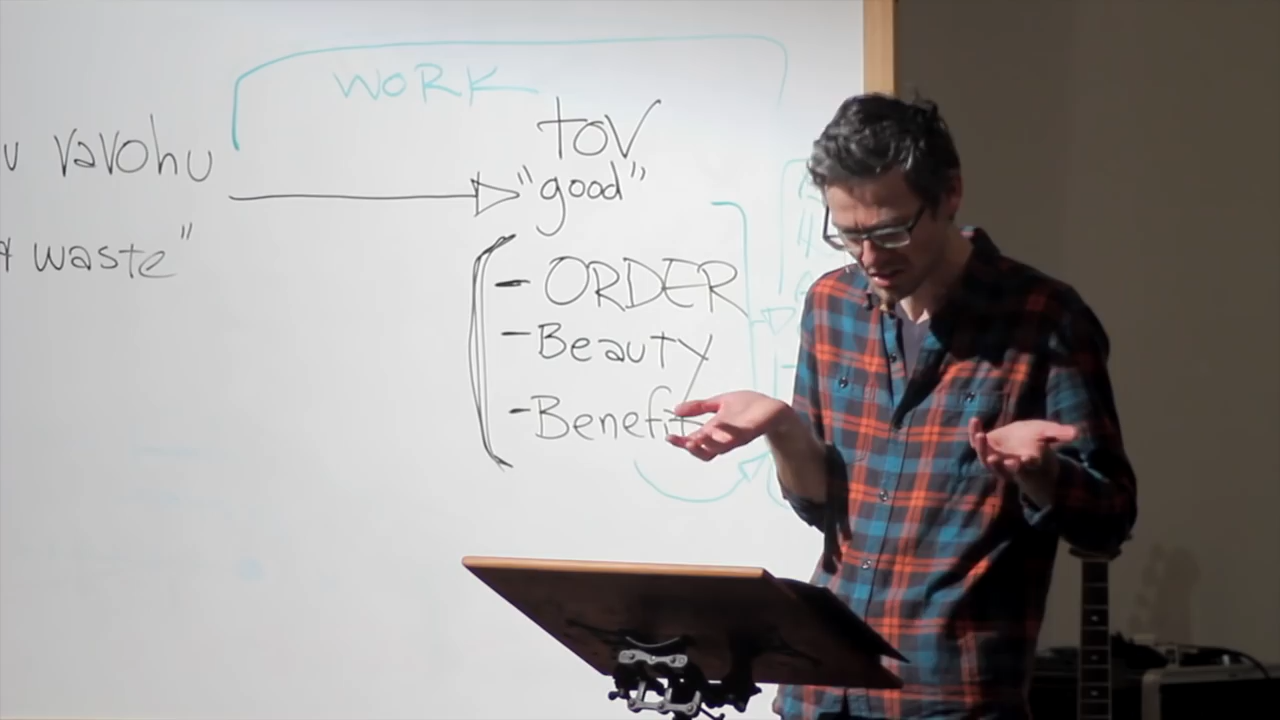 WORK
vavohu
waste"
tov
"good"
- ORDER
- Beauty
- Benefit